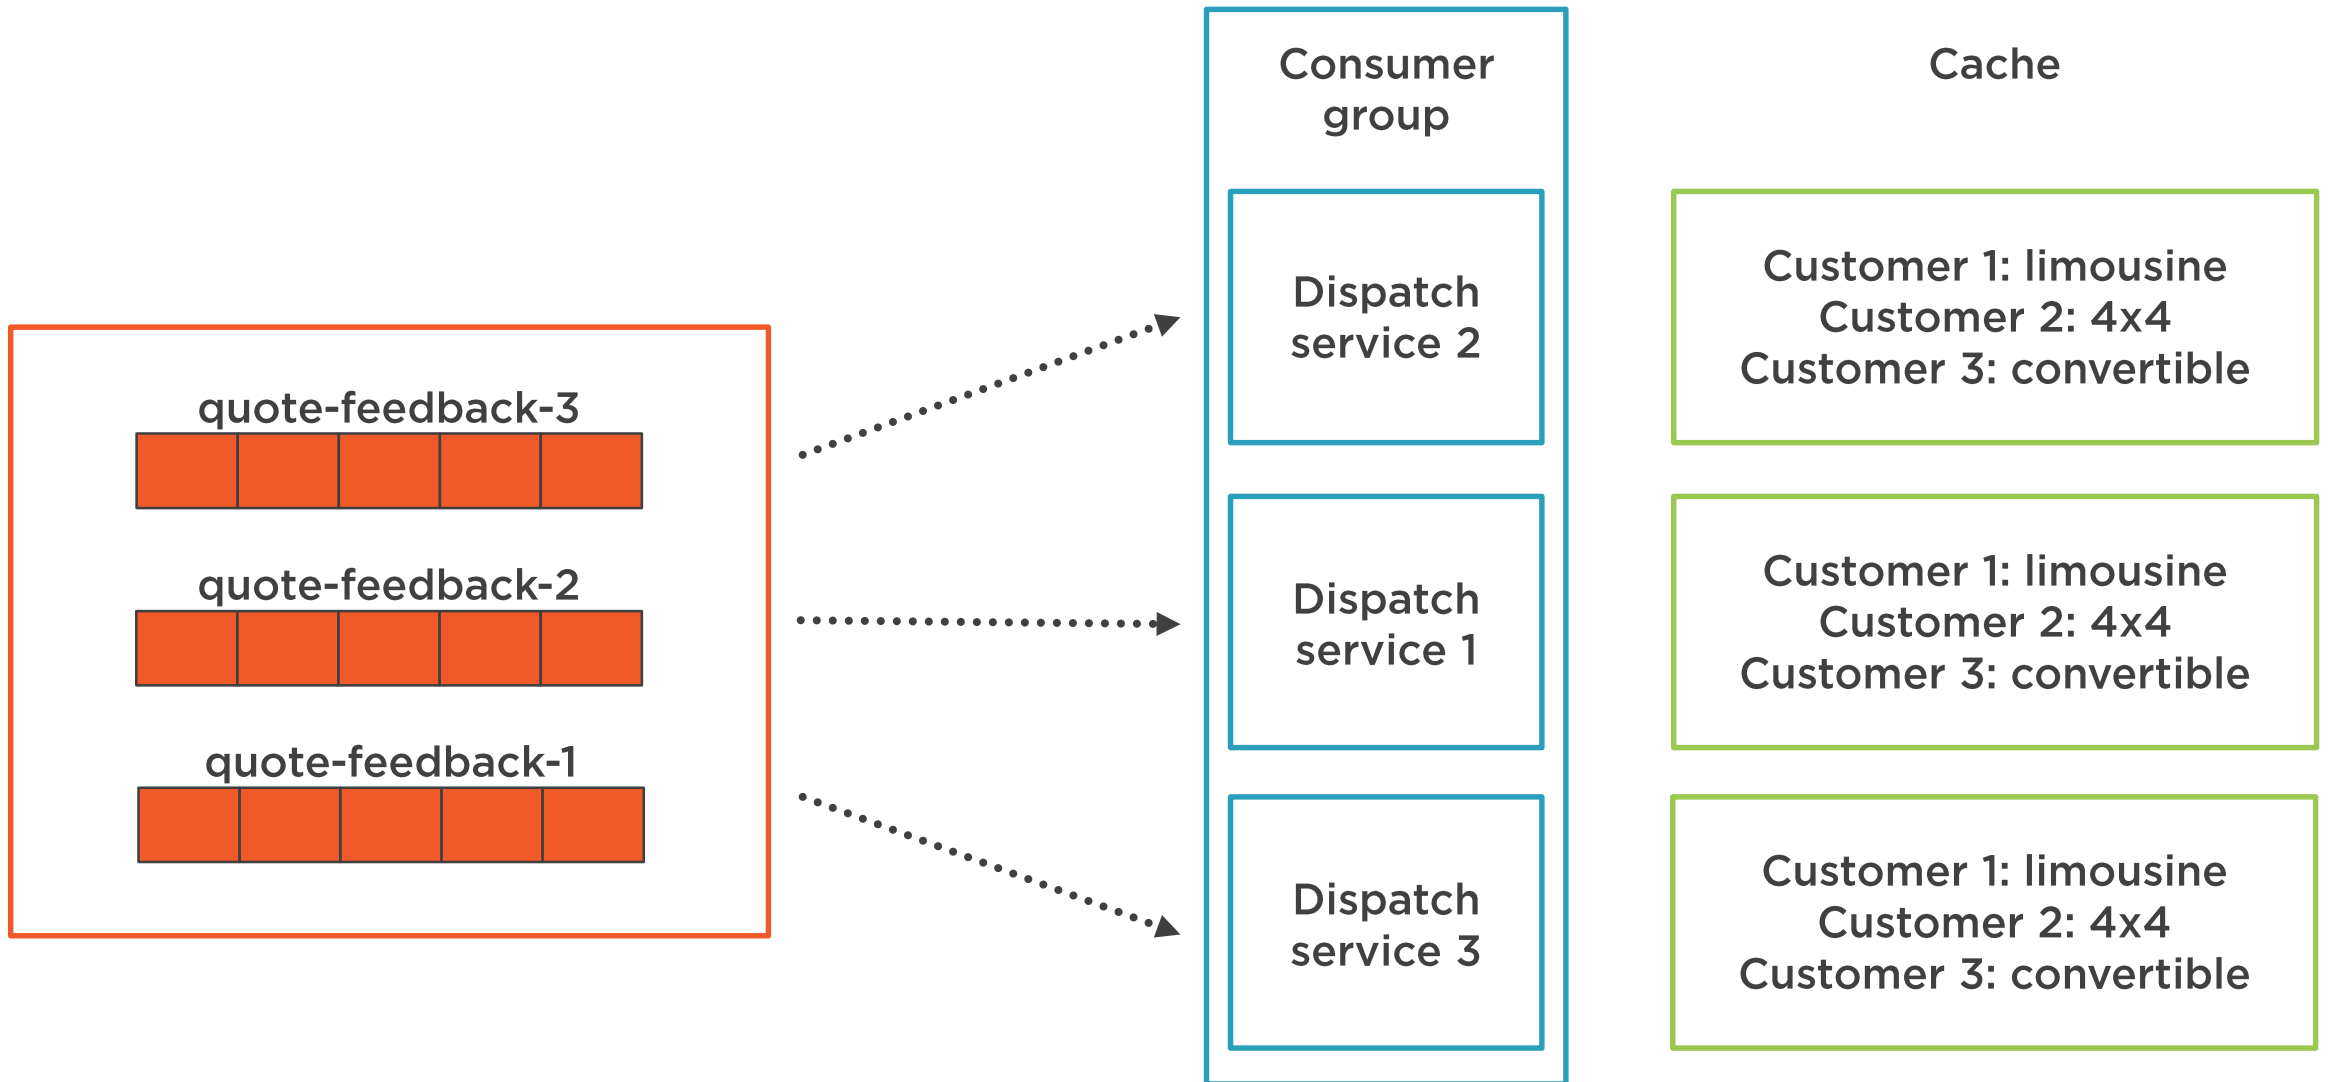 Consumer
group
Cache
quote-feedback-3
quote-feedback-2
quote-feedback-1
Dispatch
service 2
Dispatch
service 1
Dispatch
service 3
Customer 1: limousine
Customer 2: 4x4
Customer 3: convertible
Customer 1: limousine
Customer 2: 4x4
Customer 3: convertible
Customer 1: limousine
Customer 2: 4x4
Customer 3: convertible